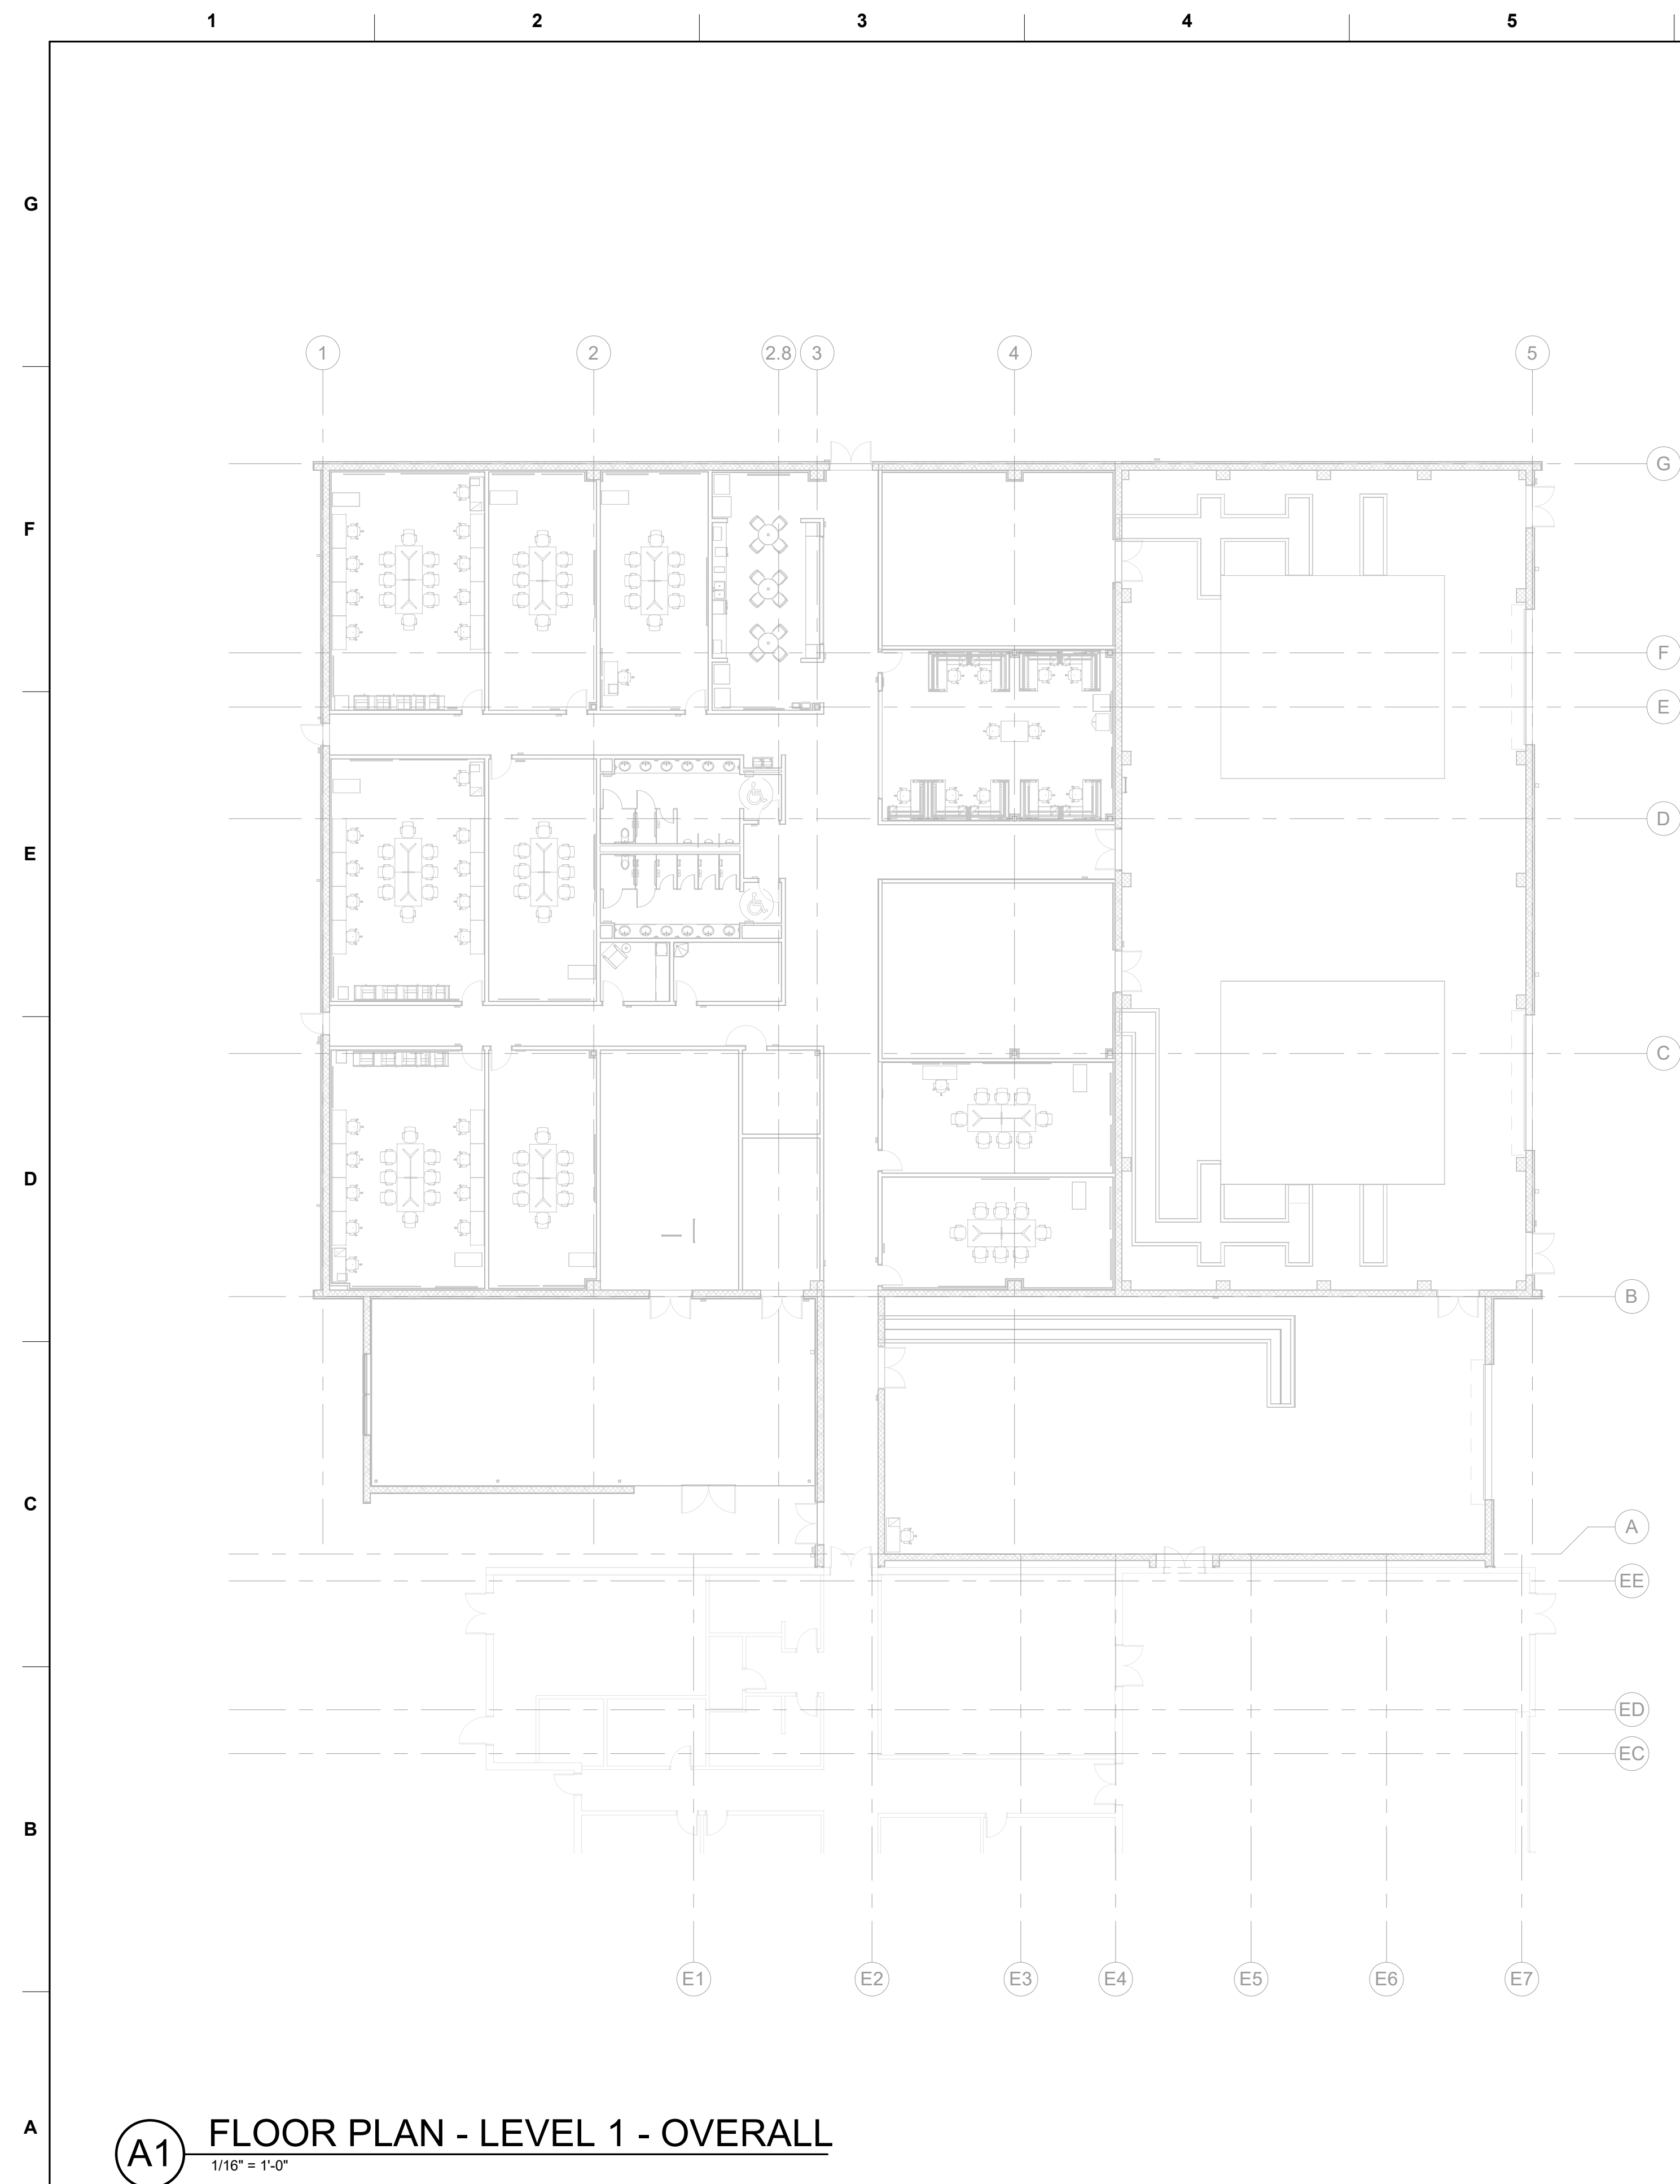 1 2 3 4 5
G
F
E
D
C
B
A
1 2 2.8 3 4 5
G
F
E
D
C
B
A
EE
ED
EC
E1 E2 E3 E4 E5 E6 E7
A1 FLOOR PLAN - LEVEL 1 - OVERALL
1/16" = 1'-0"